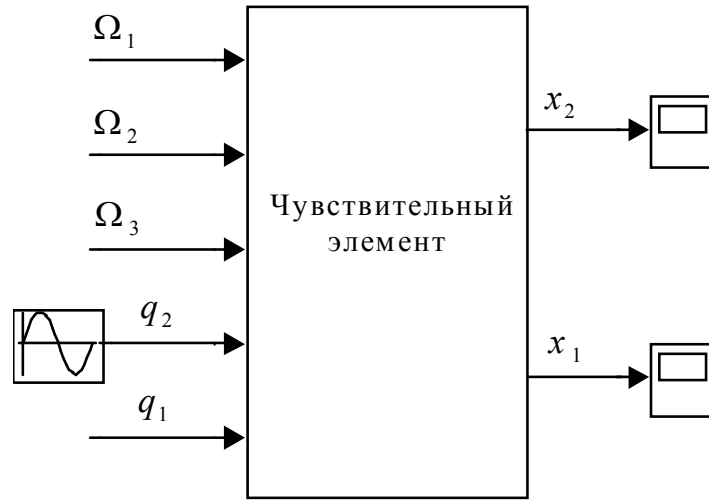 Ω₁
x₂
Ω₂
Чувствительный
элемент
Ω₃
q₂
x₁
q₁